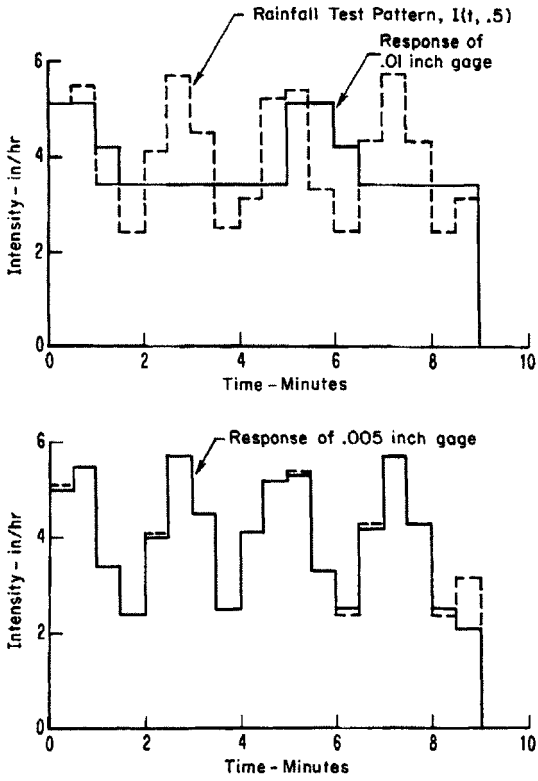 Rainfall Test Pattern, I(t, .5)
Response of
.01 inch gage
6
4
2
0
Intensity - in/hr
2
4
6
8
10
Time - Minutes
Response of .005 inch gage
6
4
2
0
Intensity - in/hr
0
2
4
6
8
10
Time - Minutes